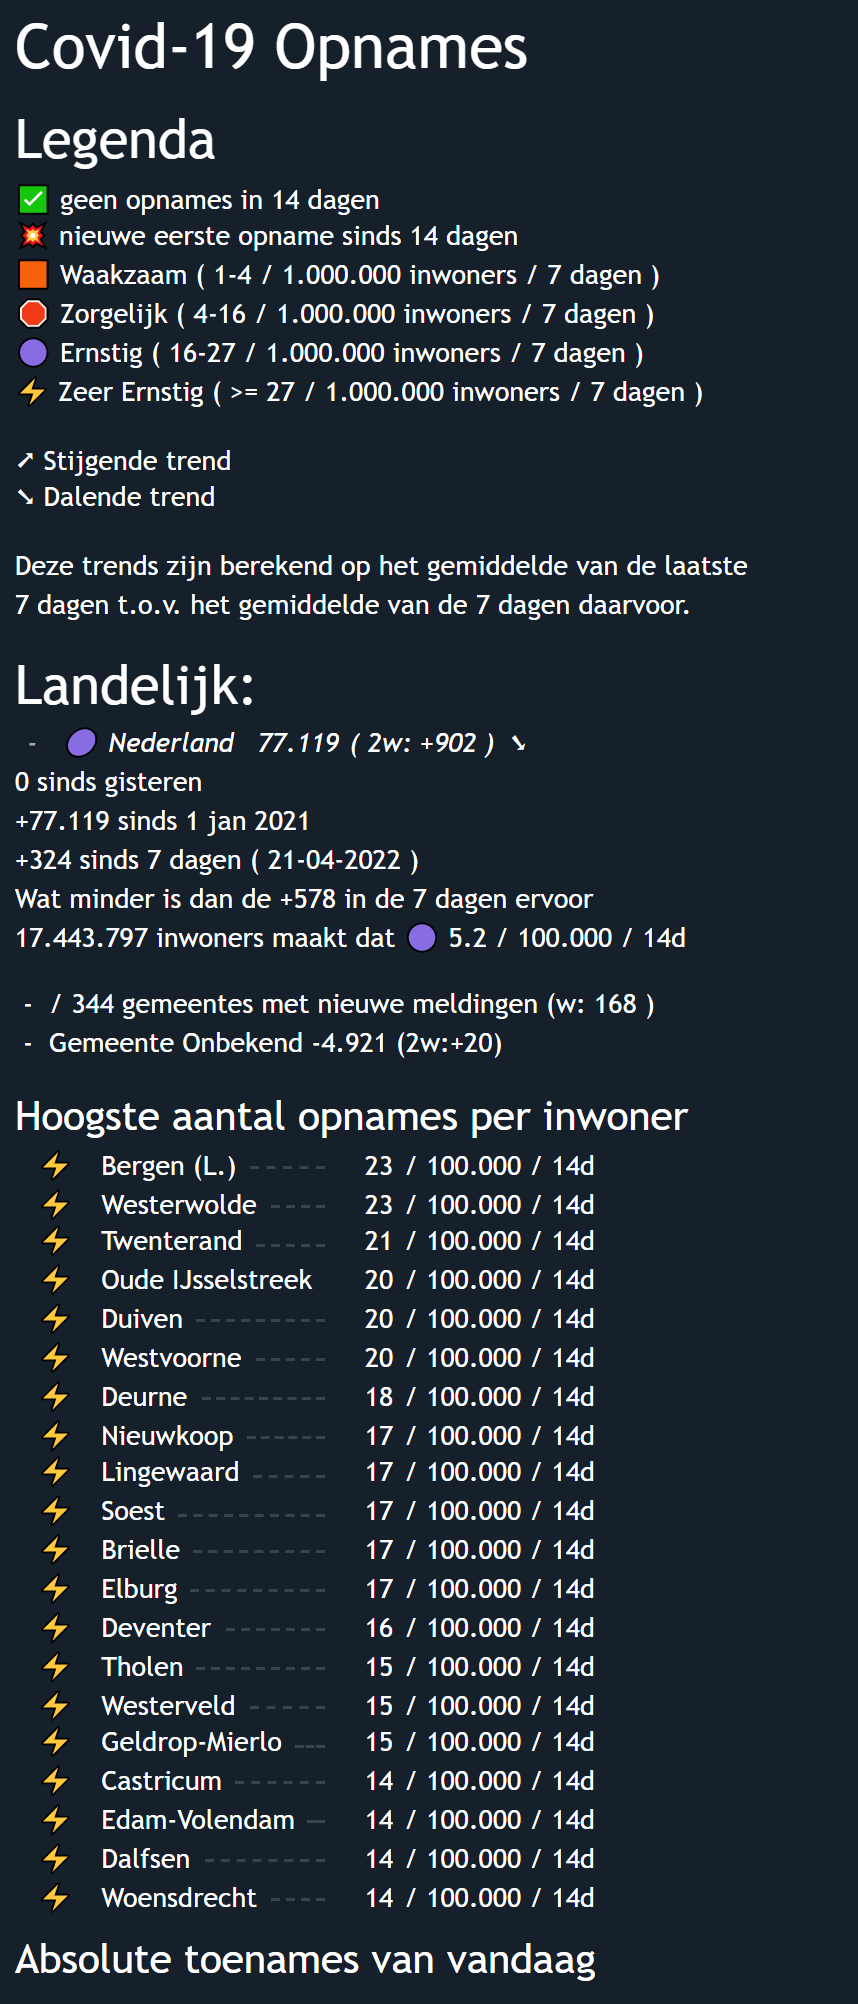 Covid-19 Opnames
Legenda
✅ geen opnames in 14 dagen
💥 nieuwe eerste opname sinds 14 dagen
🟧 Waakzaam ( 1-4 / 1.000.000 inwoners / 7 dagen )
🛑 Zorgelijk ( 4-16 / 1.000.000 inwoners / 7 dagen )
🟣 Ernstig ( 16-27 / 1.000.000 inwoners / 7 dagen )
⚡ Zeer Ernstig ( >= 27 / 1.000.000 inwoners / 7 dagen )
➚ Stijgende trend
➘ Dalende trend
Deze trends zijn berekend op het gemiddelde van de laatste
7 dagen t.o.v. het gemiddelde van de 7 dagen daarvoor.
Landelijk:
- 🟣 Nederland 77.119 ( 2w: +902 ) ➘
0 sinds gisteren
+77.119 sinds 1 jan 2021
+324 sinds 7 dagen ( 21-04-2022 )
Wat minder is dan de +578 in de 7 dagen ervoor
17.443.797 inwoners maakt dat 🟣 5.2 / 100.000 / 14d
- / 344 gemeentes met nieuwe meldingen (w: 168 )
- Gemeente Onbekend -4.921 (2w:+20)
Hoogste aantal opnames per inwoner
⚡ Bergen (L.) ----- 23 / 100.000 / 14d
⚡ Westerwolde ---- 23 / 100.000 / 14d
⚡ Twenterand ----- 21 / 100.000 / 14d
⚡ Oude IJsselstreek 20 / 100.000 / 14d
⚡ Duiven --------- 20 / 100.000 / 14d
⚡ Westvoorne ----- 20 / 100.000 / 14d
⚡ Deurne --------- 18 / 100.000 / 14d
⚡ Nieuwkoop ------ 17 / 100.000 / 14d
⚡ Lingewaard ----- 17 / 100.000 / 14d
⚡ Soest ---------- 17 / 100.000 / 14d
⚡ Brielle --------- 17 / 100.000 / 14d
⚡ Elburg --------- 17 / 100.000 / 14d
⚡ Deventer ------- 16 / 100.000 / 14d
⚡ Tholen --------- 15 / 100.000 / 14d
⚡ Westerveld ----- 15 / 100.000 / 14d
⚡ Geldrop-Mierlo --- 15 / 100.000 / 14d
⚡ Castricum ------ 14 / 100.000 / 14d
⚡ Edam-Volendam -- 14 / 100.000 / 14d
⚡ Dalfsen -------- 14 / 100.000 / 14d
⚡ Woensdrecht ---- 14 / 100.000 / 14d
Absolute toenames van vandaag